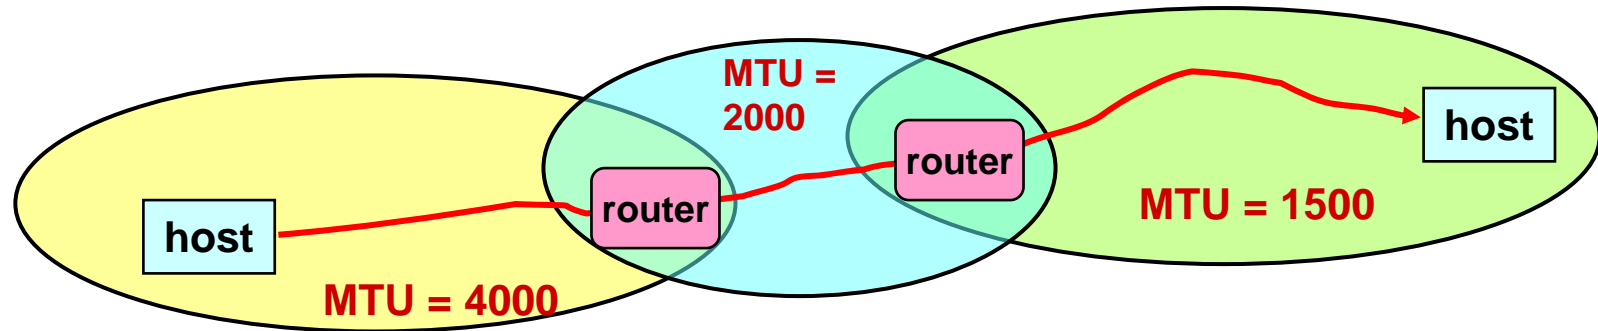 host
MTU = 4000
router
MTU =
2000
router
host
MTU = 1500